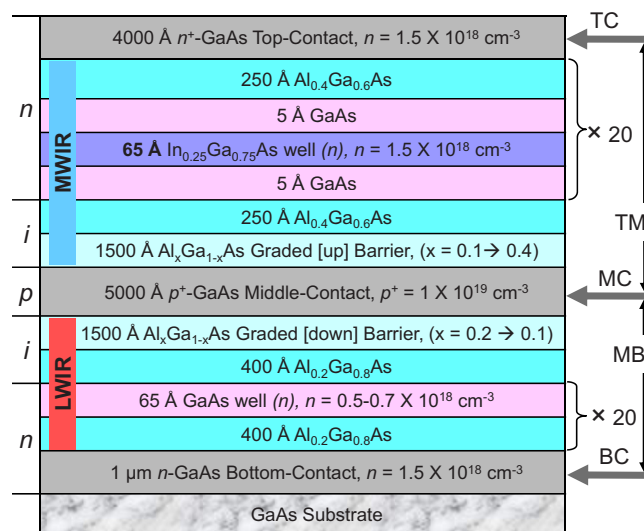 TC
4000 Å n⁺-GaAs Top-Contact, n = 1.5 X 10¹⁸ cm⁻³
n
250 Å Al₀.₄Ga₀.₆As
5 Å GaAs
MWIR
× 20
65 Å In₀.₂₅Ga₀.₇₅As well (n), n = 1.5 X 10¹⁸ cm⁻³
5 Å GaAs
i
250 Å Al₀.₄Ga₀.₆As
TM
1500 Å AlₓGa₁₋ₓAs Graded [up] Barrier, (x = 0.1→ 0.4)
MC
p
5000 Å p⁺-GaAs Middle-Contact, p⁺ = 1 X 10¹⁹ cm⁻³
1500 Å AlₓGa₁₋ₓAs Graded [down] Barrier, (x = 0.2 → 0.1)
i
MB
400 Å Al₀.₂Ga₀.₈As
LWIR
65 Å GaAs well (n), n = 0.5-0.7 X 10¹⁸ cm⁻³
× 20
n
400 Å Al₀.₂Ga₀.₈As
BC
1 µm n-GaAs Bottom-Contact, n = 1.5 X 10¹⁸ cm⁻³
GaAs Substrate